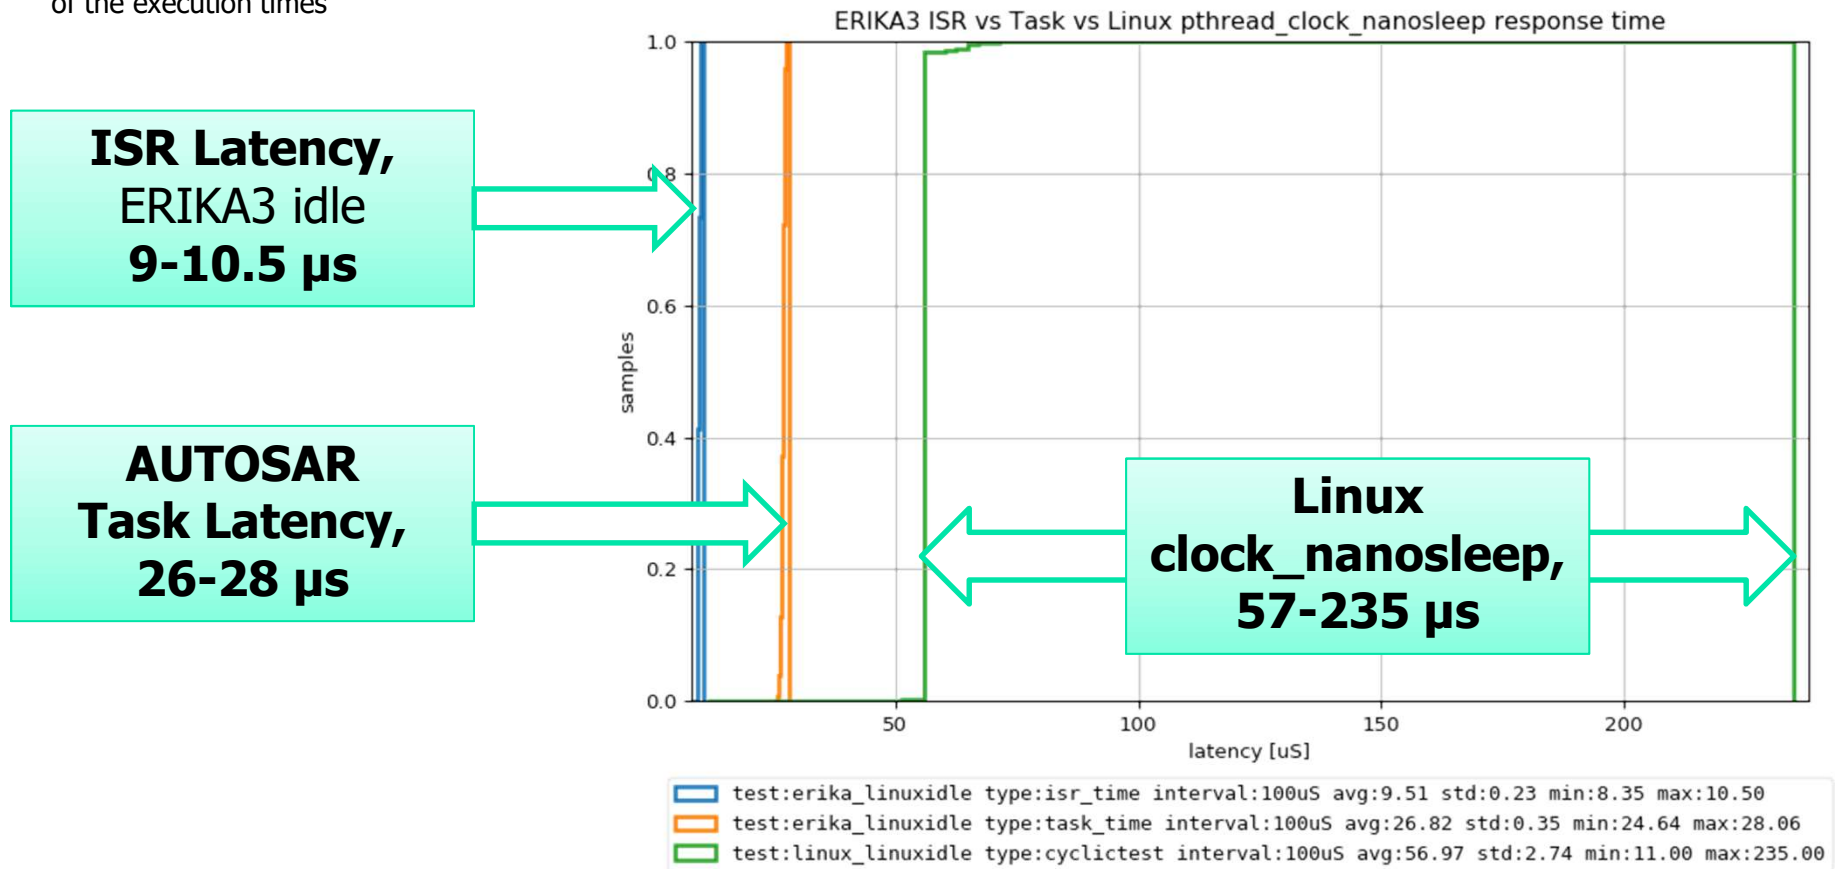 of the execution times
ERIKA3 ISR vs Task vs Linux pthread_clock_nanosleep response time
ISR Latency,
ERIKA3 idle
9-10.5 µs
AUTOSAR
Task Latency,
26-28 µs
Linux
clock_nanosleep,
57-235 µs
1.0
0.8
0.6
0.4
0.2
0.0
samples
50
100
150
200
latency [uS]
test:erika_linuxidle type:isr_time interval:100uS avg:9.51 std:0.23 min:8.35 max:10.50
test:erika_linuxidle type:task_time interval:100uS avg:26.82 std:0.35 min:24.64 max:28.06
test:linux_linuxidle type:cyclictest interval:100uS avg:56.97 std:2.74 min:11.00 max:235.00